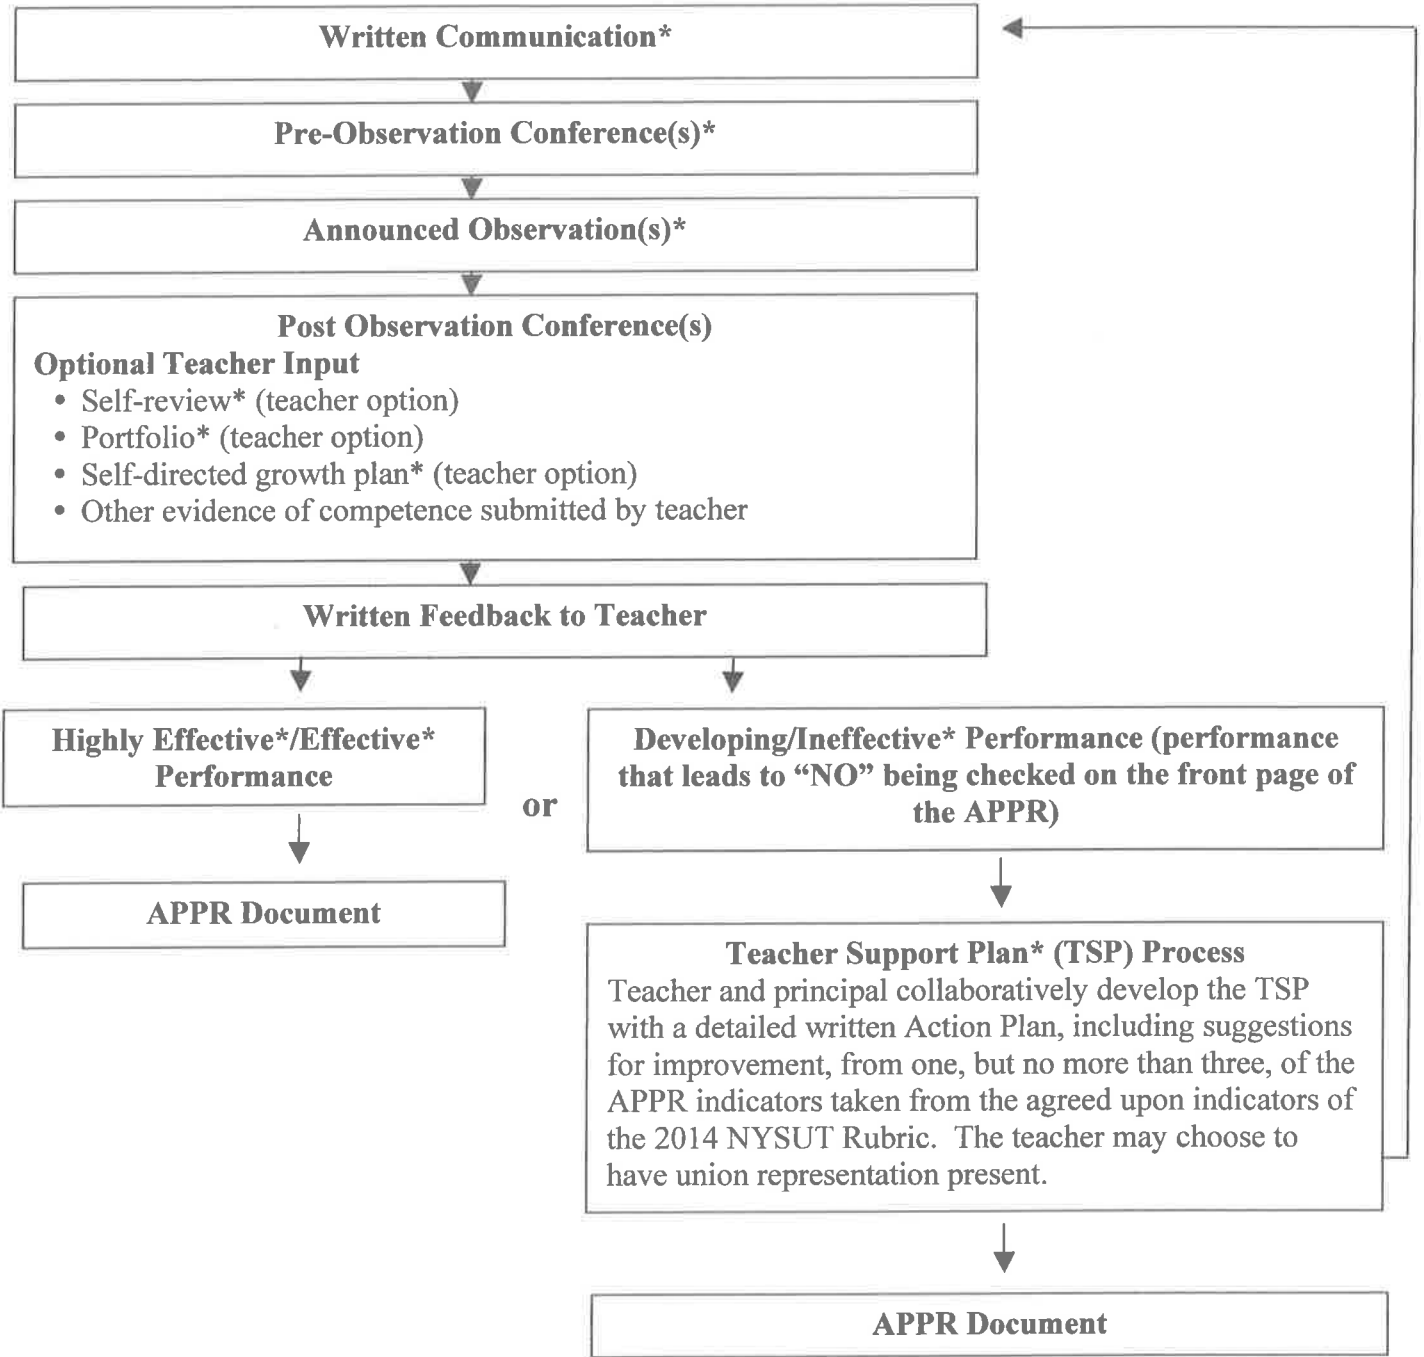 Written Communication*
Pre-Observation Conference(s)*
Announced Observation(s)*
Post Observation Conference(s)
Optional Teacher Input
• Self-review* (teacher option)
• Portfolio* (teacher option)
• Self-directed growth plan* (teacher option)
• Other evidence of competence submitted by teacher
Written Feedback to Teacher
Highly Effective*/Effective*
Performance
or
Developing/Ineffective* Performance (performance
that leads to “NO” being checked on the front page of
the APPR)
APPR Document
Teacher Support Plan* (TSP) Process
Teacher and principal collaboratively develop the TSP
with a detailed written Action Plan, including suggestions
for improvement, from one, but no more than three, of the
APPR indicators taken from the agreed upon indicators of
the 2014 NYSUT Rubric.  The teacher may choose to
have union representation present.
APPR Document